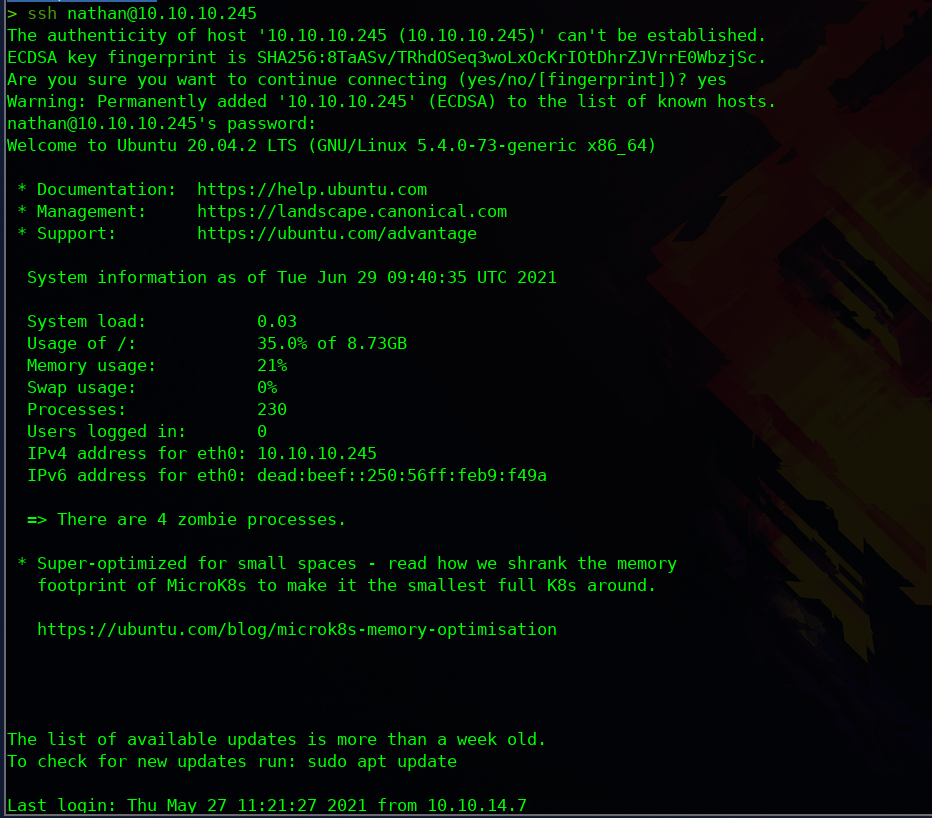 > ssh nathan@10.10.10.245
The authenticity of host '10.10.10.245 (10.10.10.245)' can't be established.
ECDSA key fingerprint is SHA256:8TaASv/TRhdOSeq3woLxOcKrIOtDhrZJVrrE0WbzjSc.
Are you sure you want to continue connecting (yes/no/[fingerprint])? yes
Warning: Permanently added '10.10.10.245' (ECDSA) to the list of known hosts.
nathan@10.10.10.245's password:
Welcome to Ubuntu 20.04.2 LTS (GNU/Linux 5.4.0-73-generic x86_64)
* Documentation:  https://help.ubuntu.com
* Management:     https://landscape.canonical.com
* Support:        https://ubuntu.com/advantage
System information as of Tue Jun 29 09:40:35 UTC 2021
System load:           0.03
Usage of /:            35.0% of 8.73GB
Memory usage:          21%
Swap usage:            0%
Processes:             230
Users logged in:       0
IPv4 address for eth0: 10.10.10.245
IPv6 address for eth0: dead:beef::250:56ff:feb9:f49a
=> There are 4 zombie processes.
* Super-optimized for small spaces - read how we shrank the memory
footprint of MicroK8s to make it the smallest full K8s around.
https://ubuntu.com/blog/microk8s-memory-optimisation
The list of available updates is more than a week old.
To check for new updates run: sudo apt update
Last login: Thu May 27 11:21:27 2021 from 10.10.14.7